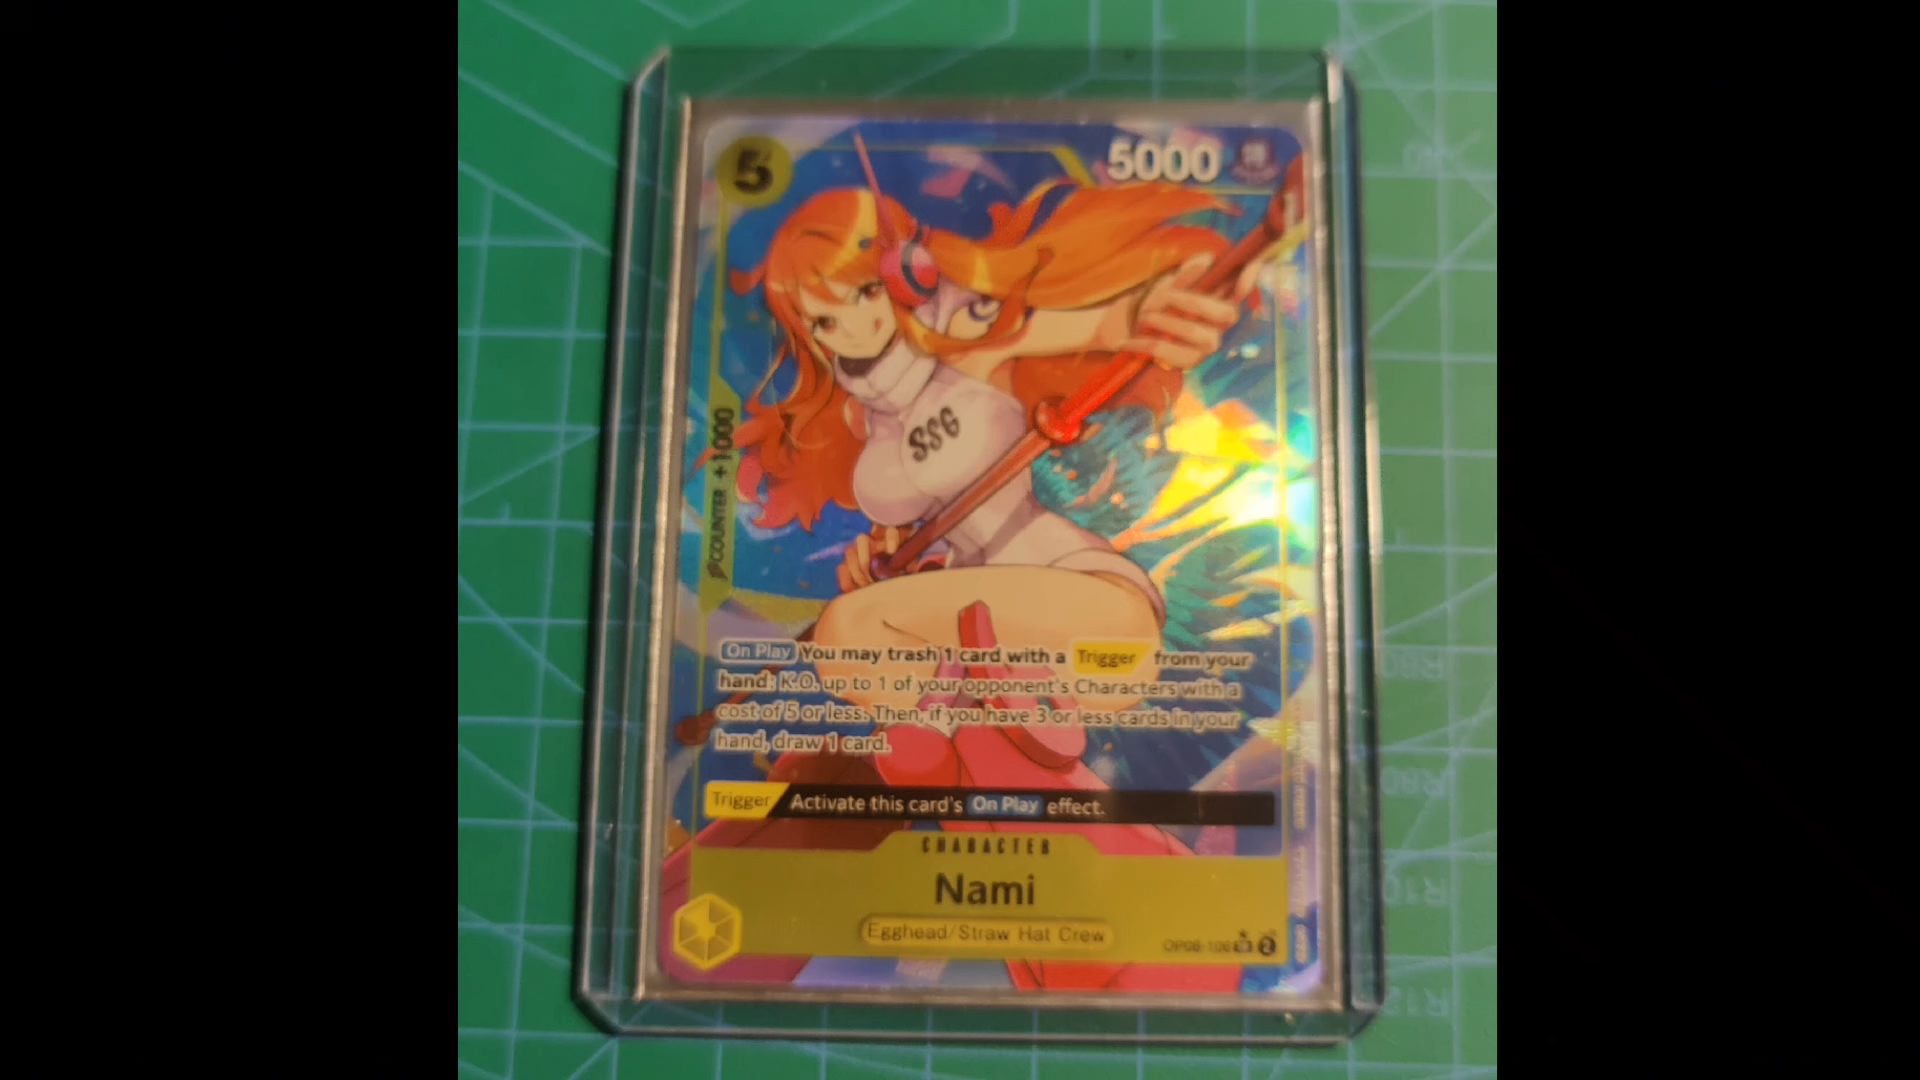 5
5000
SSG
COUNTER +1000
On Play You may trash 1 card with a Trigger from your
hand: K.O. up to 1 of your opponent's Characters with a
cost of 5 or less. Then, if you have 3 or less cards in your
hand, draw 1 card.
Trigger Activate this card's On Play effect.
CHARACTER
Nami
Egghead/Straw Hat Crew
2
R80
R10